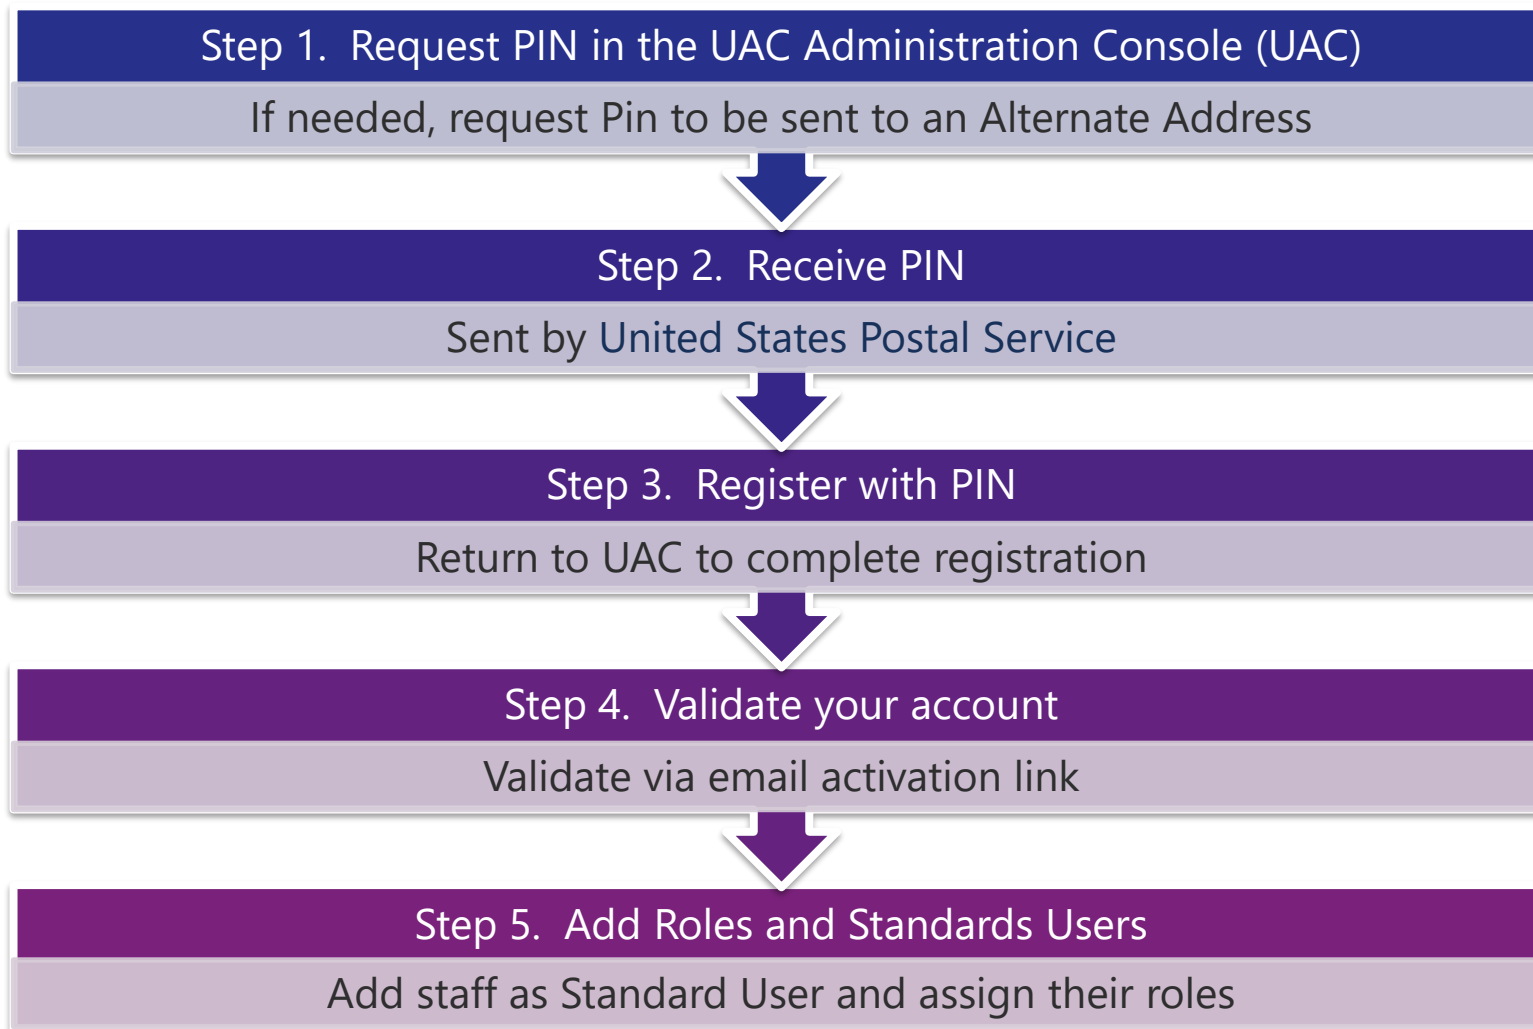 Step 1.  Request PIN in the UAC Administration Console (UAC)
If needed, request Pin to be sent to an Alternate Address
Step 2.  Receive PIN
Sent by United States Postal Service
Step 3.  Register with PIN
Return to UAC to complete registration
Step 4.  Validate your account
Validate via email activation link
Step 5.  Add Roles and Standards Users
Add staff as Standard User and assign their roles